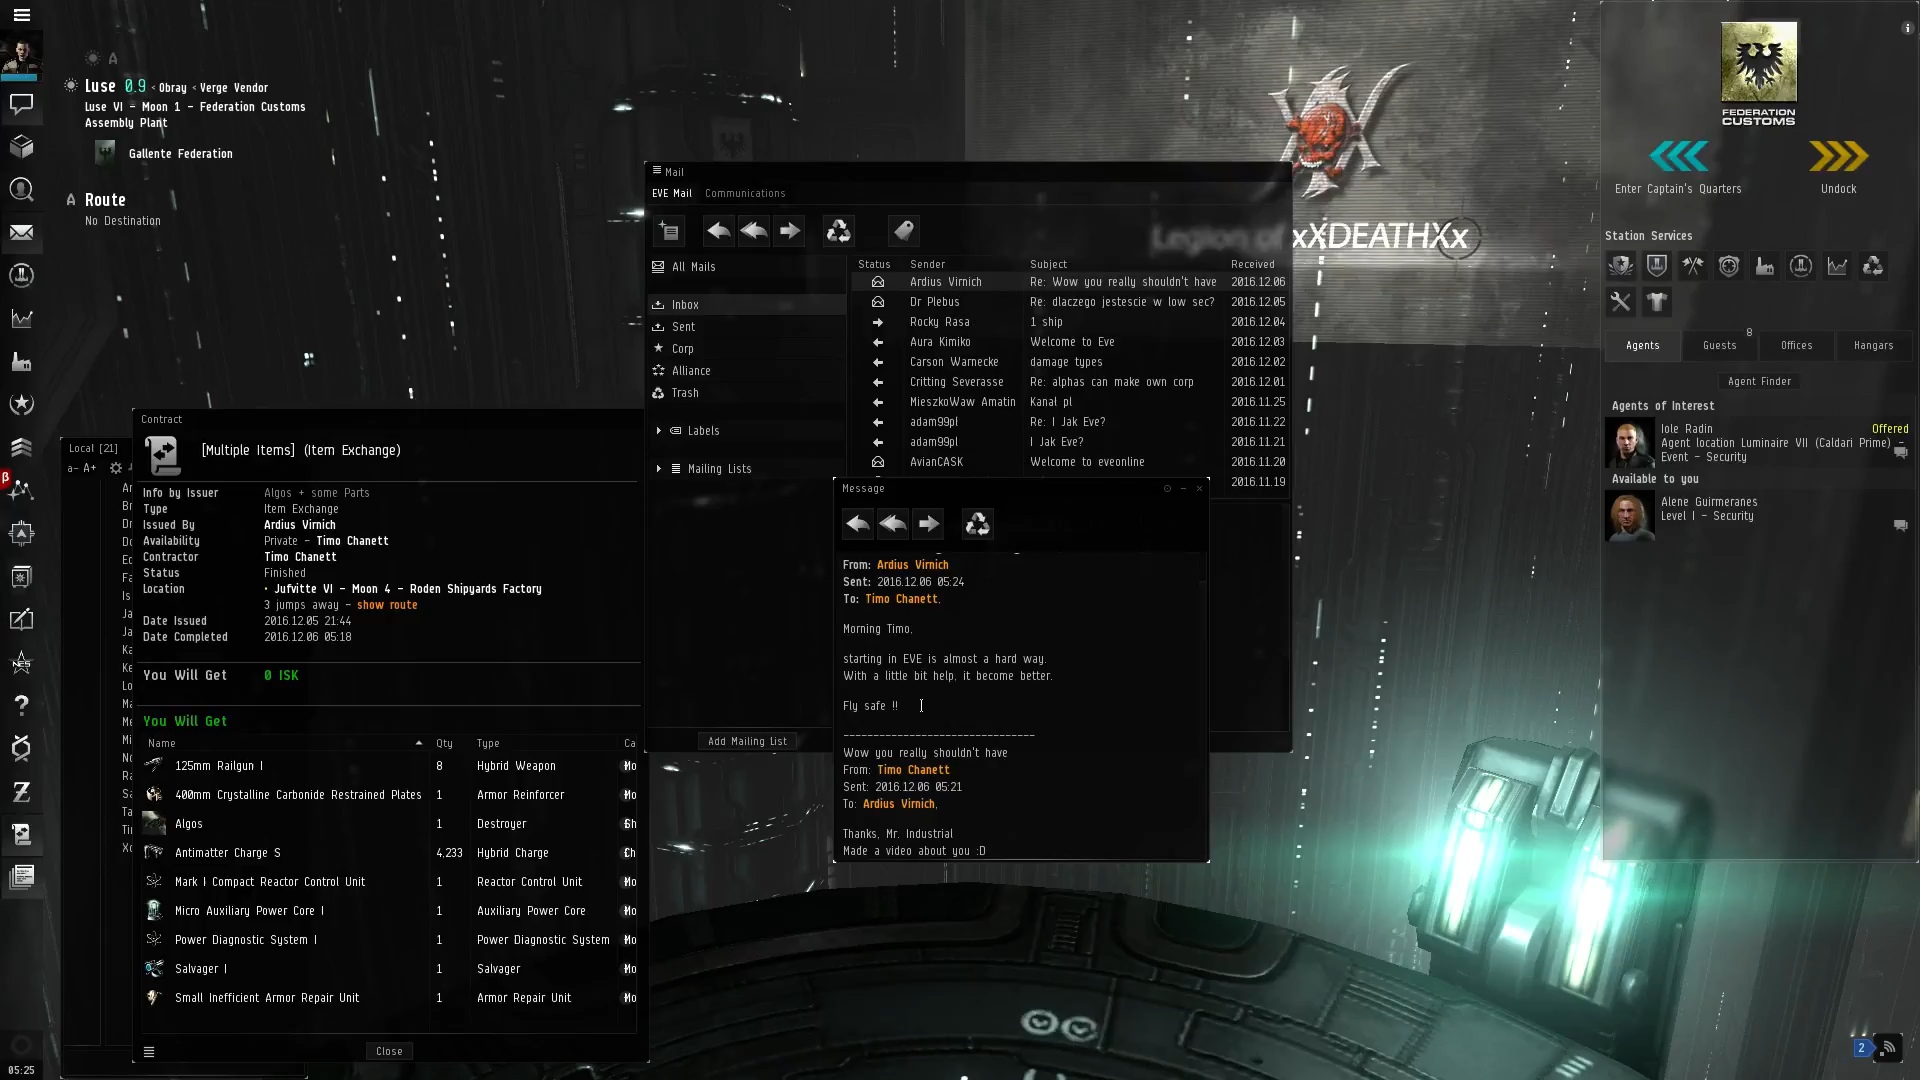 Luse 0.9 ‹ Obray ‹ Verge Vendor
Luse VI – Moon 1 – Federation Customs
Assembly Plant
Gallente Federation
Route
No Destination
Local [21]
a- A+
Contract
[Multiple Items] (Item Exchange)
Info by Issuer Algos + some Parts
Type Item Exchange
Issued By Ardius Virnich
Availability Private – Timo Chanett
Contractor Timo Chanett
Status Finished
Location • Jufvitte VI – Moon 4 – Roden Shipyards Factory
3 jumps away – show route
Date Issued 2016.12.05 21:44
Date Completed 2016.12.06 05:18
You Will Get 0 ISK
You Will Get
Name Qty Type Ca
125mm Railgun I 8 Hybrid Weapon Mo
400mm Crystalline Carbonide Restrained Plates 1 Armor Reinforcer Mo
Algos 1 Destroyer Sh
Antimatter Charge S 4.233 Hybrid Charge Ch
Mark I Compact Reactor Control Unit 1 Reactor Control Unit Mo
Micro Auxiliary Power Core I 1 Auxiliary Power Core Mo
Power Diagnostic System I 1 Power Diagnostic System Mo
Salvager I 1 Salvager Mo
Small Inefficient Armor Repair Unit 1 Armor Repair Unit Mo
Close
05:25
Mail
EVE Mail Communications
All Mails
Inbox
Sent
Corp
Alliance
Trash
Labels
Mailing Lists
Add Mailing List
Status Sender Subject Received
Ardius Virnich Re: Wow you really shouldn't have 2016.12.06
Dr Plebus Re: dlaczego jestescie w low sec? 2016.12.05
Rocky Rasa 1 ship 2016.12.04
Aura Kimiko Welcome to Eve 2016.12.03
Carson Warnecke damage types 2016.12.02
Critting Severasse Re: alphas can make own corp 2016.12.01
MieszkoWaw Amatin Kanał pl 2016.11.25
adam99pl Re: I Jak Eve? 2016.11.22
adam99pl I Jak Eve? 2016.11.21
AvianCASK Welcome to eveonline 2016.11.20
2016.11.19
Message
From: Ardius Virnich
Sent: 2016.12.06 05:24
To: Timo Chanett,
Morning Timo,
starting in EVE is almost a hard way.
With a little bit help, it become better.
Fly safe !!
--------------------------------
Wow you really shouldn't have
From: Timo Chanett
Sent: 2016.12.06 05:21
To: Ardius Virnich,
Thanks, Mr. Industrial
Made a video about you :D
Legion of xXDEATHXx
FEDERATION
CUSTOMS
Enter Captain's Quarters Undock
Station Services
8
Agents Guests Offices Hangars
Agent Finder
Agents of Interest
Iole Radin Offered
Agent location Luminaire VII (Caldari Prime) –
Event – Security
Available to you
Alene Guirmeranes
Level I – Security
2